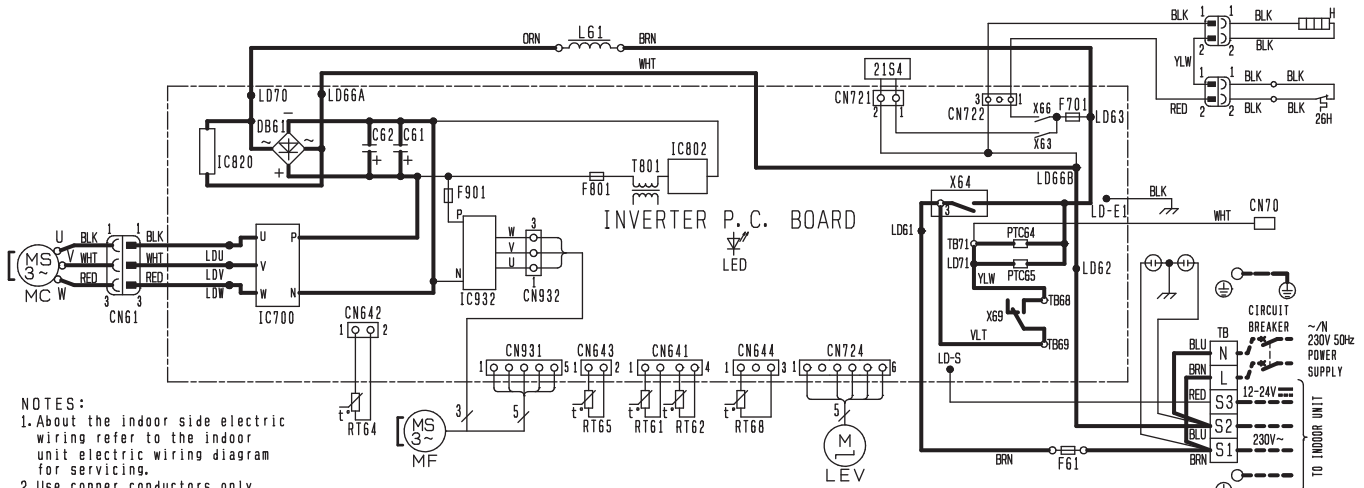 ORN L61 BRN
WHT
BLK 1 1 BLK H
2 2 BLK
YLW
1 1 BLK BLK
RED 2 2 BLK BLK
26H
21S4
CN721
2 1
3 1
CN722
X66 F701
X63
LD63
LD70 LD66A
DB61
−
~ ~
+
IC820
C62 C61
+ +
F901
F801
T801
IC802
INVERTER P.C. BOARD
LED
LD66B
X64
3
LD-E1
BLK
WHT
CN70
LD61
TB71 PTC64
LD71 PTC65
YLW
LD62
X69
TB68
VLT
TB69
LD-S
U BLK 1 1 BLK LDU U P
MS 3~ V WHT WHT LDV V
MC W RED RED LDW W N
3 3
CN61
IC700
P
W
V
U
N
IC932
3
1
CN932
CN642
1 2
t°
RT64
CN931
1 5
CN643
1 2
t°
RT65
CN641
1 4
t° t°
RT61 RT62
CN644
1 3
t°
RT68
CN724
1 6
3
5
MS 3~
MF
5
M
LEV
CIRCUIT
BREAKER
~/N
230V 50Hz
POWER
SUPPLY
TB
BLU N
BRN L
RED S3 12-24V
S2
BLU 230V~
BRN S1
BRN F61
TO INDOOR UNIT
NOTES:
1. About the indoor side electric
wiring refer to the indoor
unit electric wiring diagram
for servicing.
2. Use copper conductors only